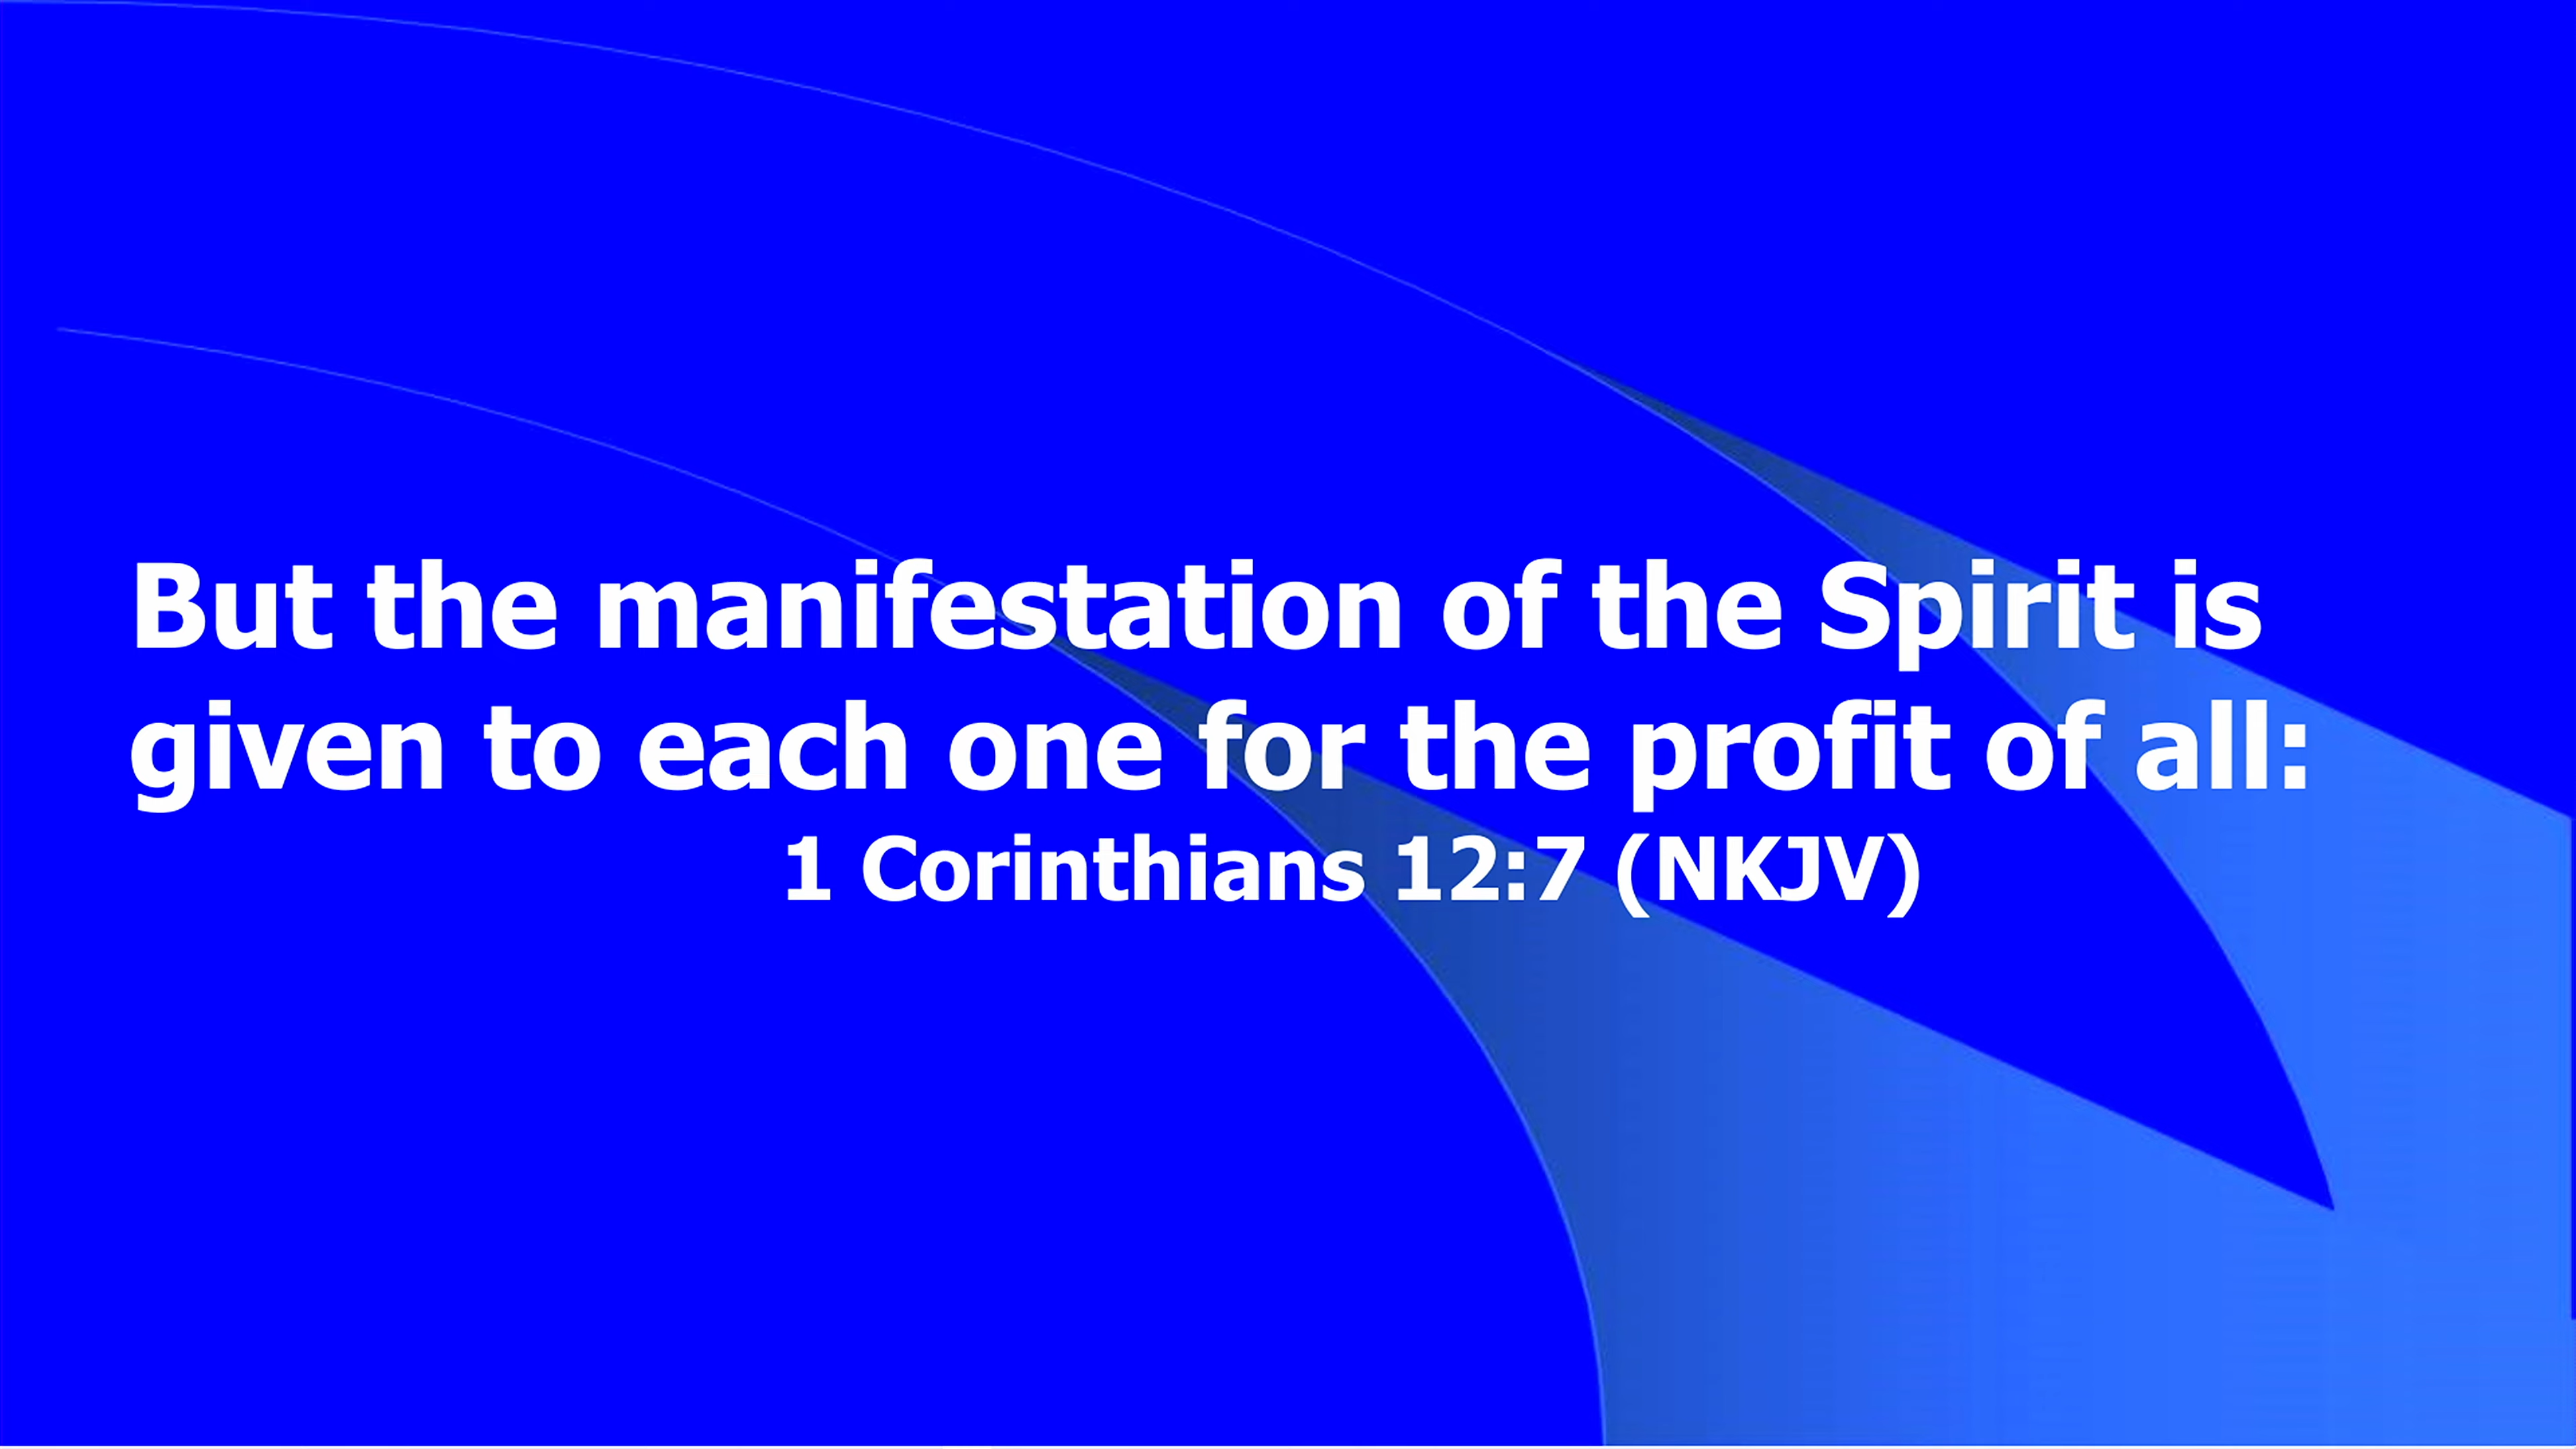 But the manifestation of the Spirit is
given to each one for the profit of all:
1 Corinthians 12:7 (NKJV)